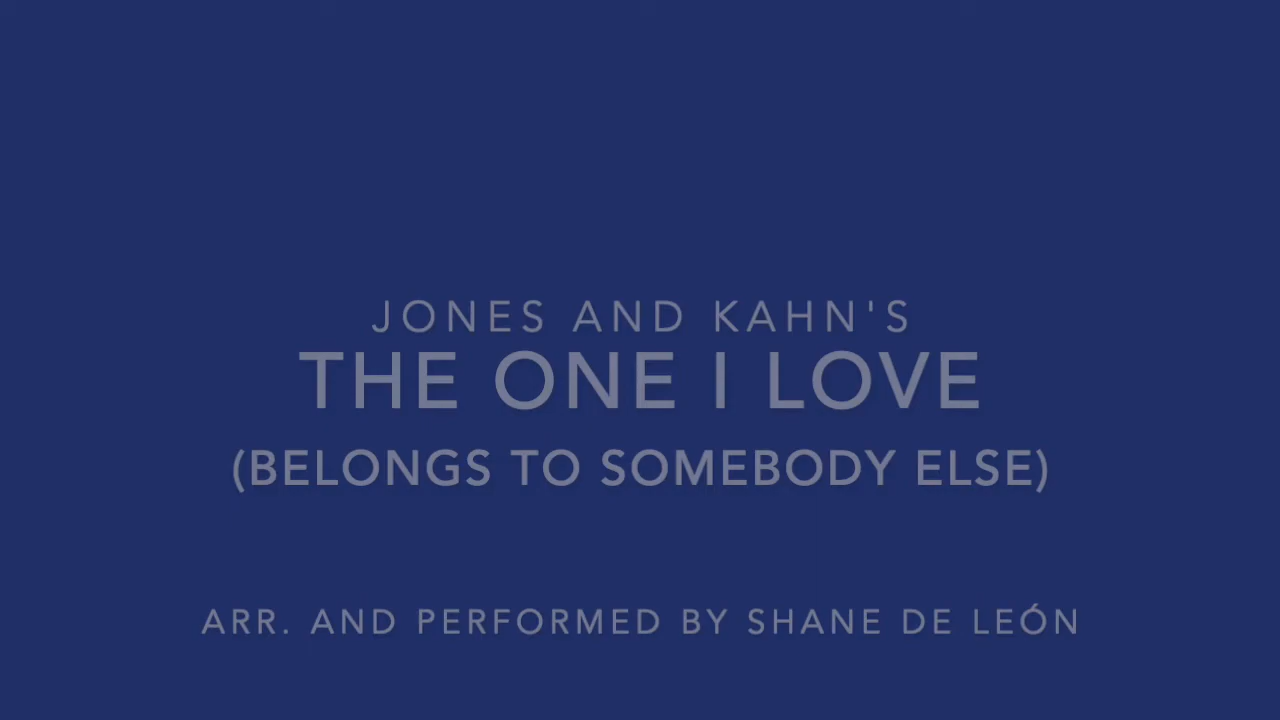 JONES AND KAHN'S
THE ONE I LOVE
(BELONGS TO SOMEBODY ELSE)
ARR. AND PERFORMED BY SHANE DE LEÓN